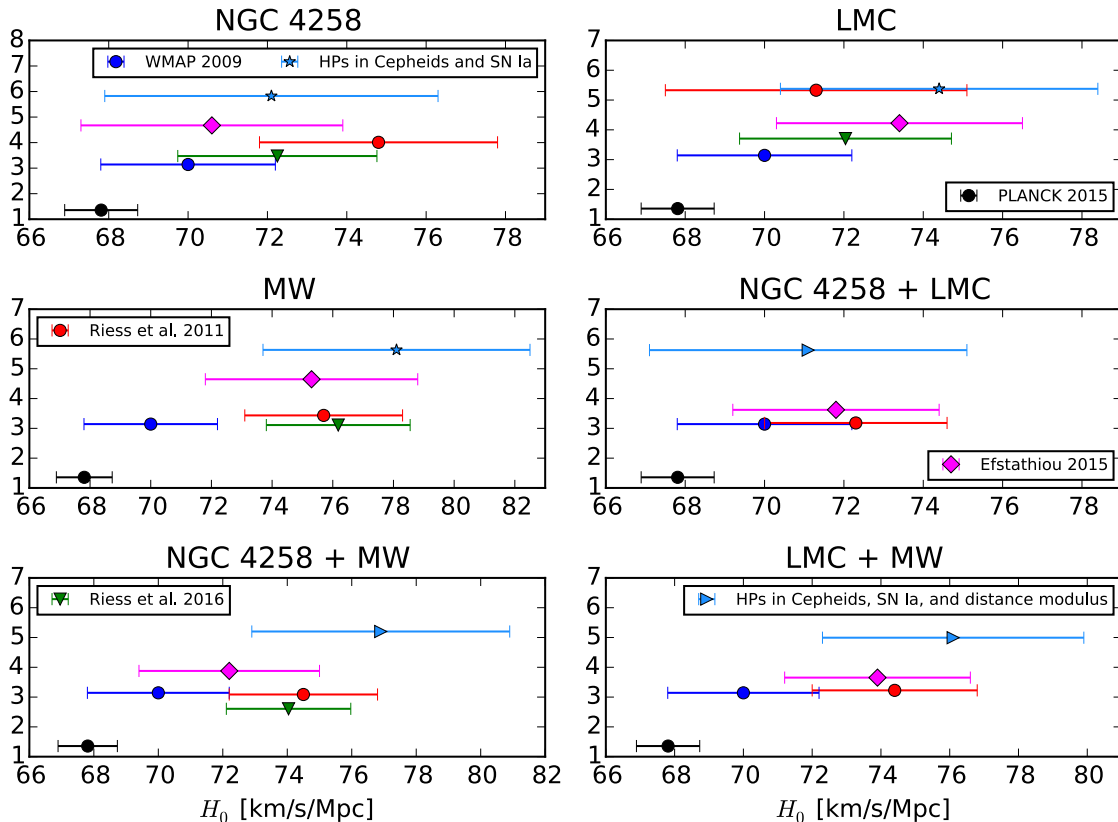 NGC 4258
8
7
6
5
4
3
2
1
WMAP 2009
HPs in Cepheids and SN Ia
66 68 70 72 74 76 78
LMC
7
6
5
4
3
2
1
PLANCK 2015
66 68 70 72 74 76 78
MW
7
6
5
4
3
2
1
Riess et al. 2011
66 68 70 72 74 76 78 80 82
NGC 4258 + LMC
7
6
5
4
3
2
1
Efstathiou 2015
66 68 70 72 74 76 78
NGC 4258 + MW
7
6
5
4
3
2
1
Riess et al. 2016
66 68 70 72 74 76 78 80 82
H₀ [km/s/Mpc]
LMC + MW
7
6
5
4
3
2
1
HPs in Cepheids, SN Ia, and distance modulus
66 68 70 72 74 76 78 80
H₀ [km/s/Mpc]